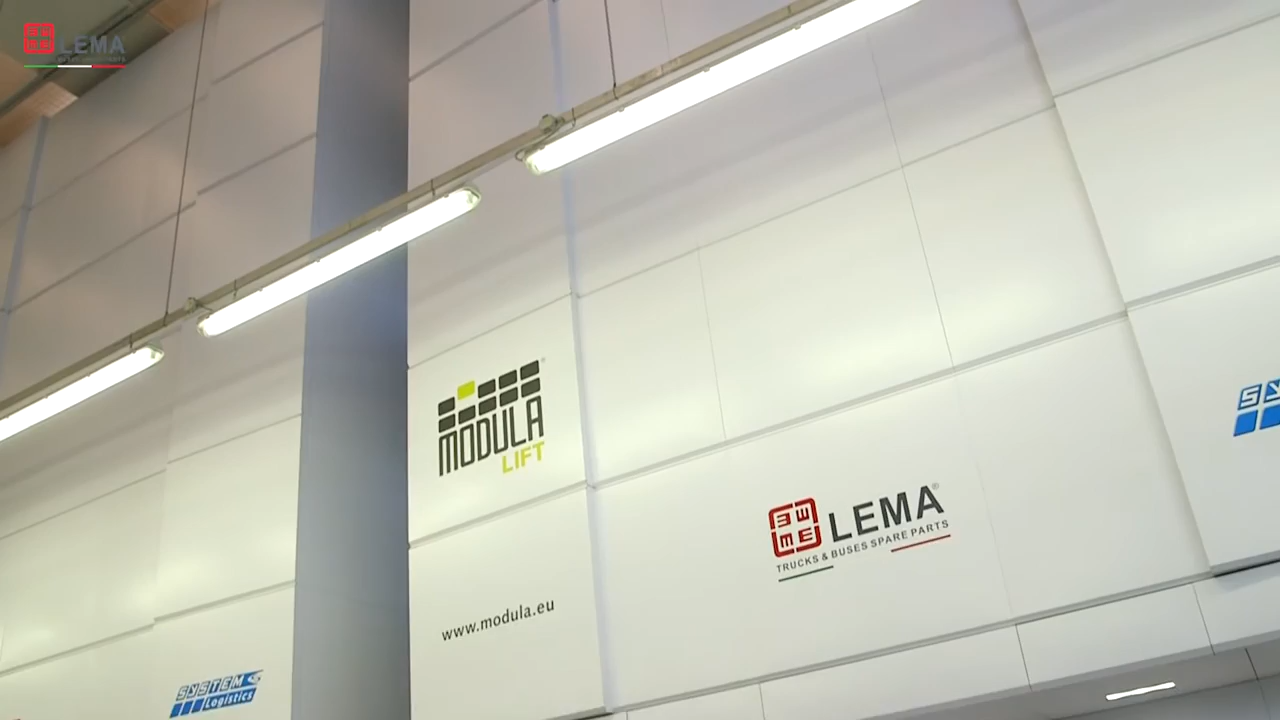 LEMA
MODULA
LIFT
www.modula.eu
LEMA®
TRUCKS & BUSES SPARE PARTS
SYSTEM
Logistics